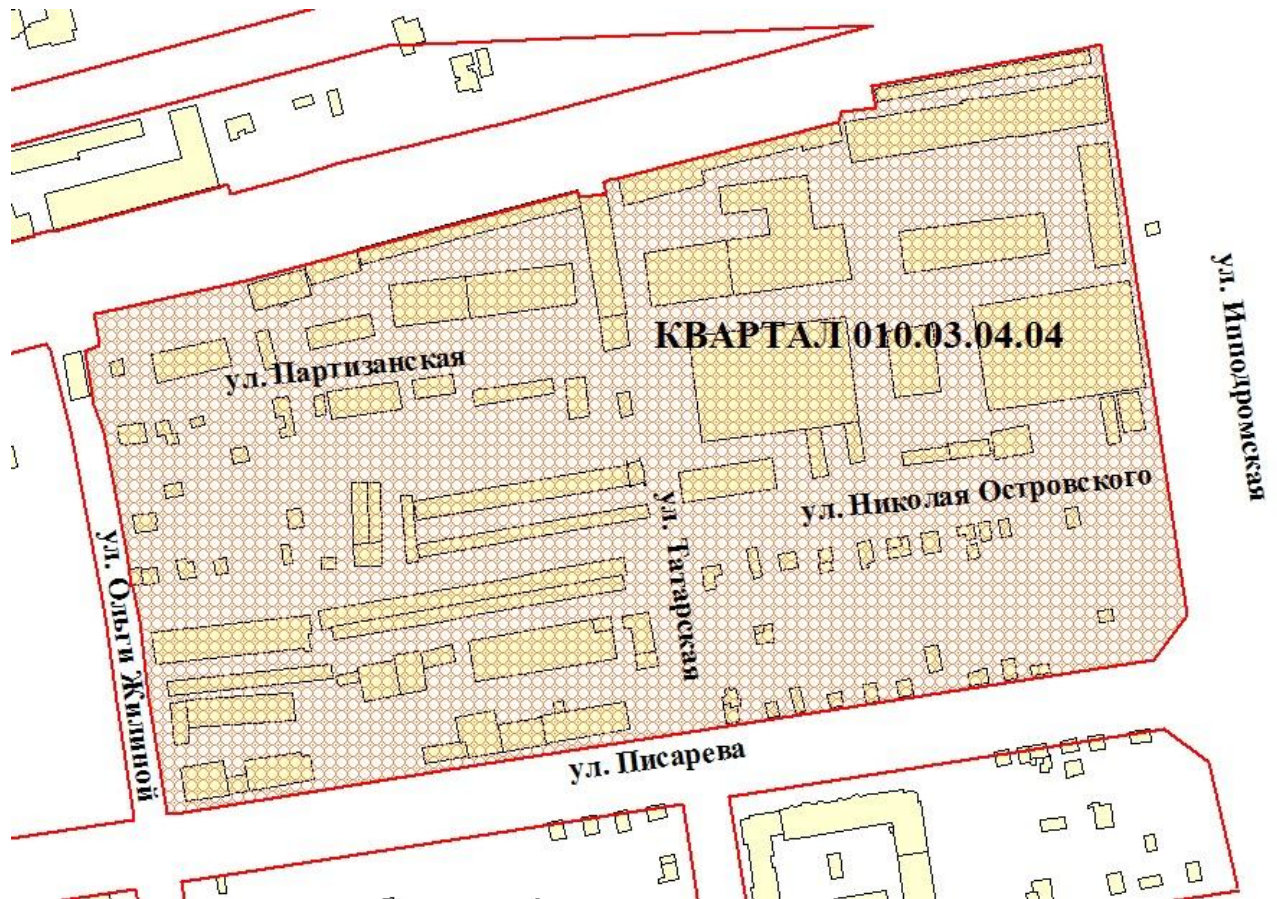 КВАРТАЛ 010.03.04.04
ул. Ипподромская
ул. Партизанская
ул. Николая Островского
ул. Татарская
ул. Ольги Жилиной
ул. Писарева